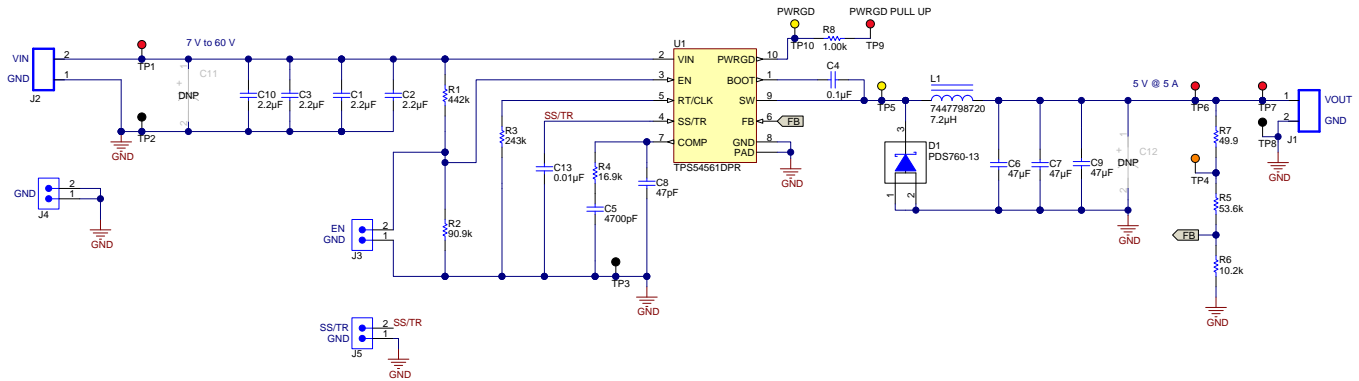 PWRGD
PWRGD PULL UP
R8
1.00k
TP10
TP9
7 V to 60 V
U1
VIN
2
GND
1
J2
TP1
TP2
GND
C11
+
1
DNP
2
C10
2.2µF
C3
2.2µF
C1
2.2µF
C2
2.2µF
R1
442k
R3
243k
2
VIN
3
EN
5
RT/CLK
4
SS/TR
7
COMP
PWRGD
10
BOOT
1
SW
9
FB
6
GND
8
PAD
TPS54561DPR
FB
GND
C4
0.1µF
TP5
L1
7447798720
7.2µH
5 V @ 5 A
TP6
TP7
1
VOUT
2
GND
J1
TP8
GND
3
D1
PDS760-13
1
2
C6
47µF
C7
47µF
C9
47µF
C12
+
1
DNP
2
GND
R7
49.9
TP4
R5
53.6k
FB
R6
10.2k
GND
SS/TR
C13
0.01µF
R4
16.9k
C5
4700pF
C8
47pF
GND
2
1
J4
GND
EN
2
GND
1
J3
R2
90.9k
TP3
GND
SS/TR
2
SS/TR
GND
1
J5
GND